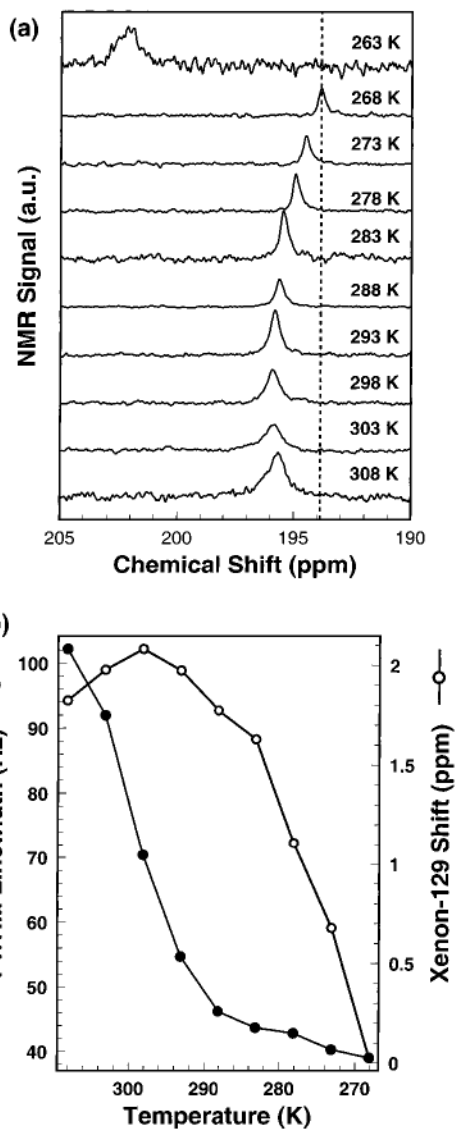 (a)
263 K
268 K
273 K
278 K
283 K
288 K
293 K
298 K
303 K
308 K
NMR Signal (a.u.)
205 200 195 190
Chemical Shift (ppm)
100
90
80
70
60
50
40
2
1.5
1
0.5
0
Xenon-129 Shift (ppm)
300 290 280 270
Temperature (K)